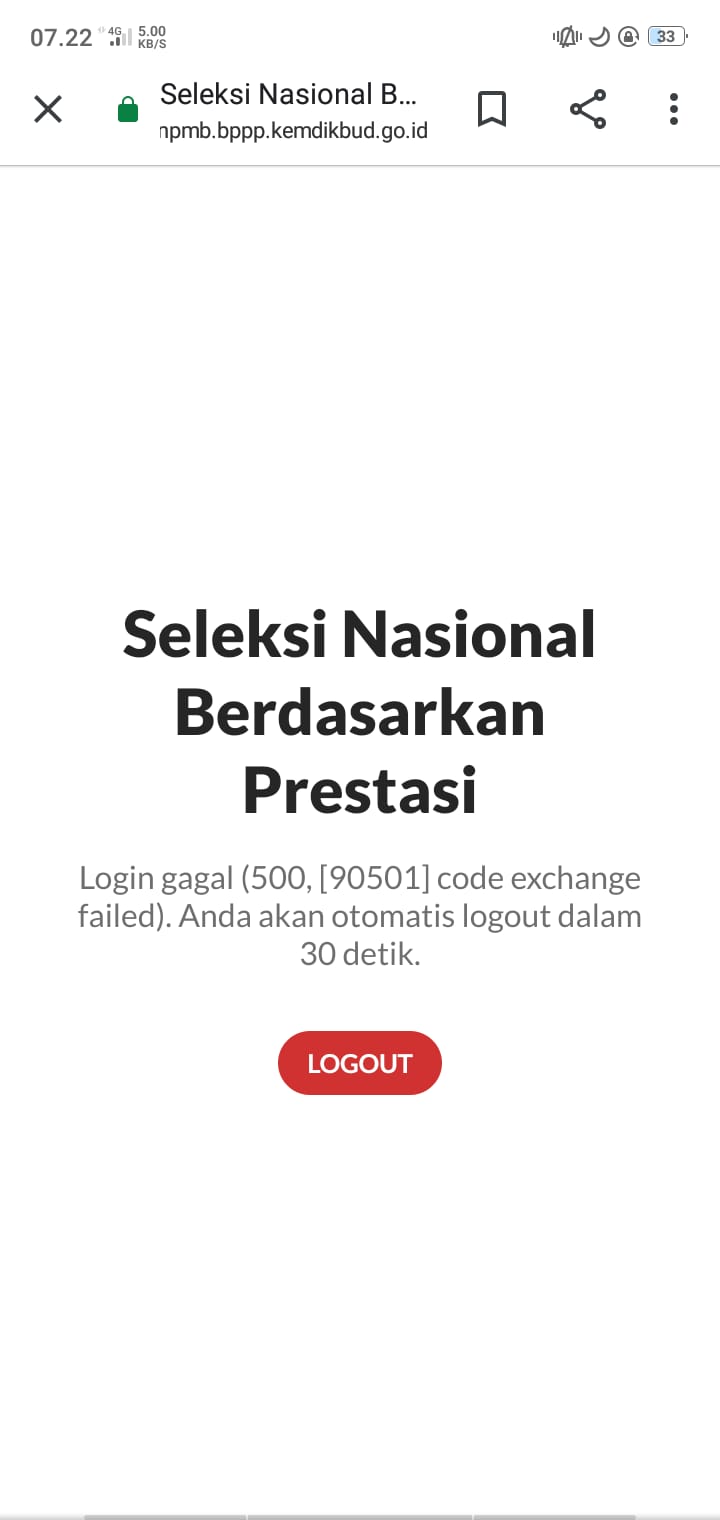 07.22 4G 5.00
KB/S
33
Seleksi Nasional B...
npmb.bppp.kemdikbud.go.id
Seleksi Nasional
Berdasarkan
Prestasi
Login gagal (500, [90501] code exchange
failed). Anda akan otomatis logout dalam
30 detik.
LOGOUT